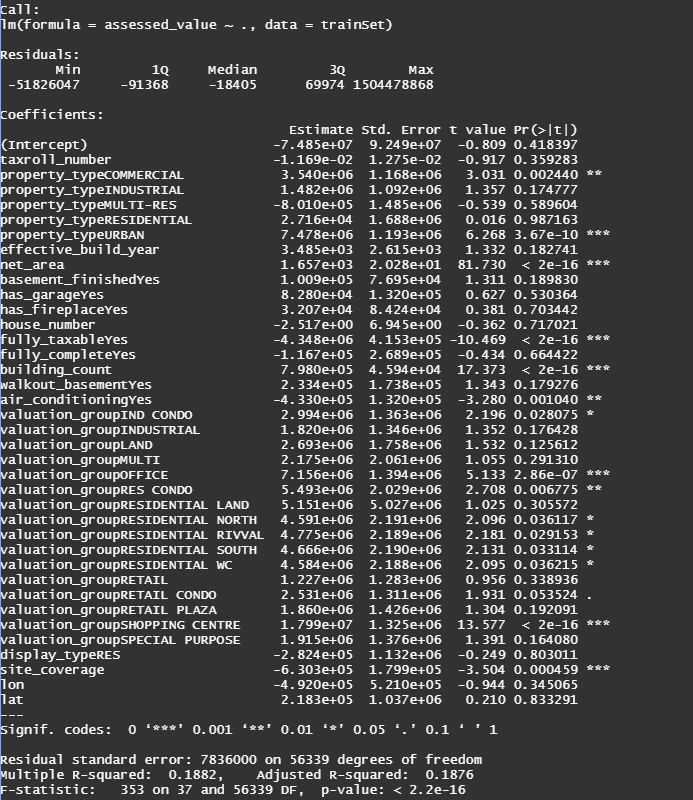 Call:
lm(formula = assessed_value ~ ., data = trainSet)
Residuals:
Min 1Q Median 3Q Max
-51826047 -91368 -18405 69974 1504478868
Coefficients:
Estimate Std. Error t value Pr(>|t|)
(Intercept) -7.485e+07 9.249e+07 -0.809 0.418397
taxroll_number -1.169e-02 1.275e-02 -0.917 0.359283
property_typeCOMMERCIAL 3.540e+06 1.168e+06 3.031 0.002440 **
property_typeINDUSTRIAL 1.482e+06 1.092e+06 1.357 0.174777
property_typeMULTI-RES -8.010e+05 1.485e+06 -0.539 0.589604
property_typeRESIDENTIAL 2.716e+04 1.688e+06 0.016 0.987163
property_typeURBAN 7.478e+06 1.193e+06 6.268 3.67e-10 ***
effective_build_year 3.485e+03 2.615e+03 1.332 0.182741
net_area 1.657e+03 2.028e+01 81.730 < 2e-16 ***
basement_finishedYes 1.009e+05 7.695e+04 1.311 0.189830
has_garageYes 8.280e+04 1.320e+05 0.627 0.530364
has_fireplaceYes 3.207e+04 8.424e+04 0.381 0.703442
house_number -2.517e+00 6.945e+00 -0.362 0.717021
fully_taxableYes -4.348e+06 4.153e+05 -10.469 < 2e-16 ***
fully_completeYes -1.167e+05 2.689e+05 -0.434 0.664422
building_count 7.980e+05 4.594e+04 17.373 < 2e-16 ***
walkout_basementYes 2.334e+05 1.738e+05 1.343 0.179276
air_conditioningYes -4.330e+05 1.320e+05 -3.280 0.001040 **
valuation_groupIND CONDO 2.994e+06 1.363e+06 2.196 0.028075 *
valuation_groupINDUSTRIAL 1.820e+06 1.346e+06 1.352 0.176428
valuation_groupLAND 2.693e+06 1.758e+06 1.532 0.125612
valuation_groupMULTI 2.175e+06 2.061e+06 1.055 0.291310
valuation_groupOFFICE 7.156e+06 1.394e+06 5.133 2.86e-07 ***
valuation_groupRES CONDO 5.493e+06 2.029e+06 2.708 0.006775 **
valuation_groupRESIDENTIAL LAND 5.151e+06 5.027e+06 1.025 0.305572
valuation_groupRESIDENTIAL NORTH 4.591e+06 2.191e+06 2.096 0.036117 *
valuation_groupRESIDENTIAL RIVVAL 4.775e+06 2.189e+06 2.181 0.029153 *
valuation_groupRESIDENTIAL SOUTH 4.666e+06 2.190e+06 2.131 0.033114 *
valuation_groupRESIDENTIAL WC 4.584e+06 2.188e+06 2.095 0.036215 *
valuation_groupRETAIL 1.227e+06 1.283e+06 0.956 0.338936
valuation_groupRETAIL CONDO 2.531e+06 1.311e+06 1.931 0.053524 .
valuation_groupRETAIL PLAZA 1.860e+06 1.426e+06 1.304 0.192091
valuation_groupSHOPPING CENTRE 1.799e+07 1.325e+06 13.577 < 2e-16 ***
valuation_groupSPECIAL PURPOSE 1.915e+06 1.376e+06 1.391 0.164080
display_typeRES -2.824e+05 1.132e+06 -0.249 0.803011
site_coverage -6.303e+05 1.799e+05 -3.504 0.000459 ***
lon -4.920e+05 5.210e+05 -0.944 0.345065
lat 2.183e+05 1.037e+06 0.210 0.833291
---
Signif. codes: 0 ‘***’ 0.001 ‘**’ 0.01 ‘*’ 0.05 ‘.’ 0.1 ‘ ’ 1
Residual standard error: 7836000 on 56339 degrees of freedom
Multiple R-squared: 0.1882, Adjusted R-squared: 0.1876
F-statistic: 353 on 37 and 56339 DF, p-value: < 2.2e-16